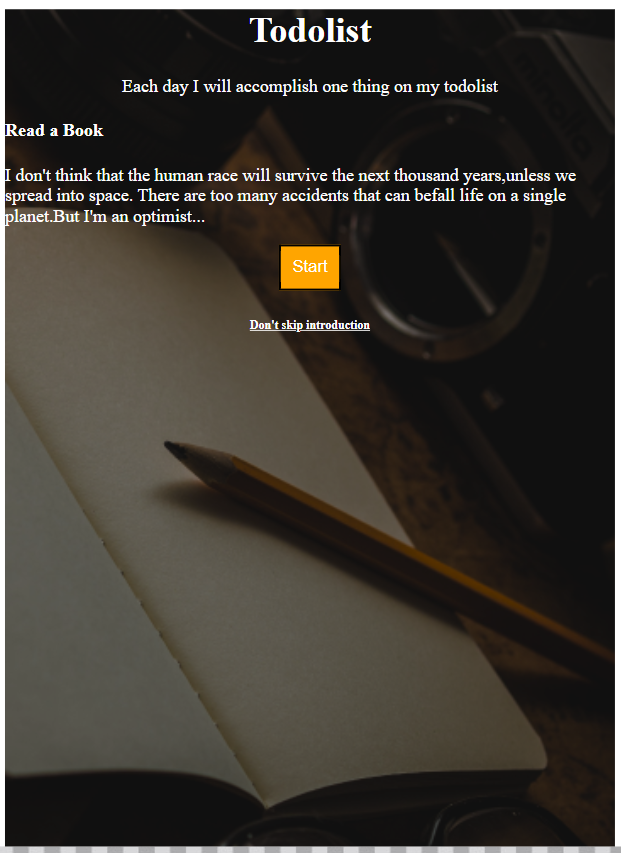 Todolist
Each day I will accomplish one thing on my todolist
Read a Book
I don't think that the human race will survive the next thousand years,unless we
spread into space. There are too many accidents that can befall life on a single
planet.But I'm an optimist...
Start
Don't skip introduction